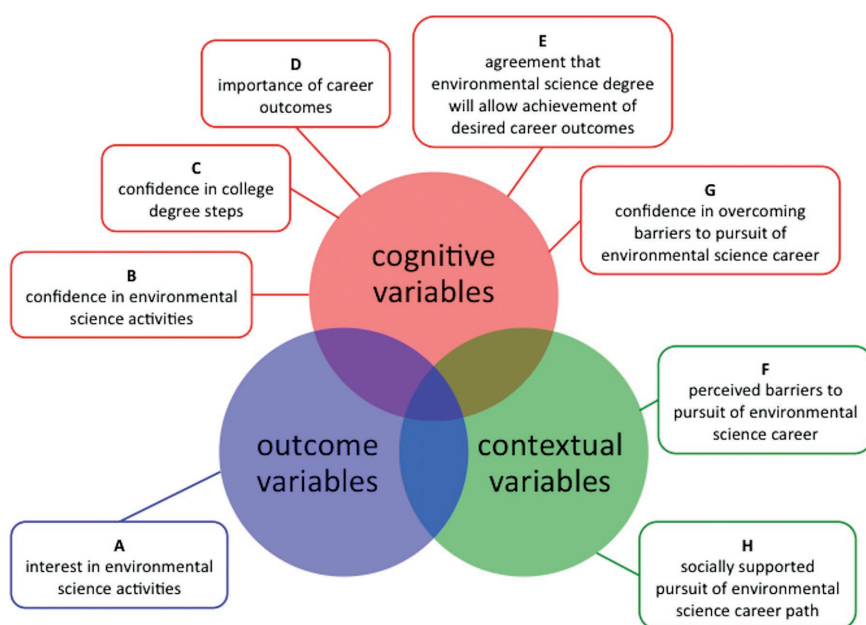 D
importance of career
outcomes
E
agreement that
environmental science degree
will allow achievement of
desired career outcomes
C
confidence in college
degree steps
G
confidence in overcoming
barriers to pursuit of
environmental science career
B
confidence in environmental
science activities
cognitive
variables
F
perceived barriers to
pursuit of environmental
science career
outcome
variables
contextual
variables
A
interest in environmental
science activities
H
socially supported
pursuit of environmental
science career path